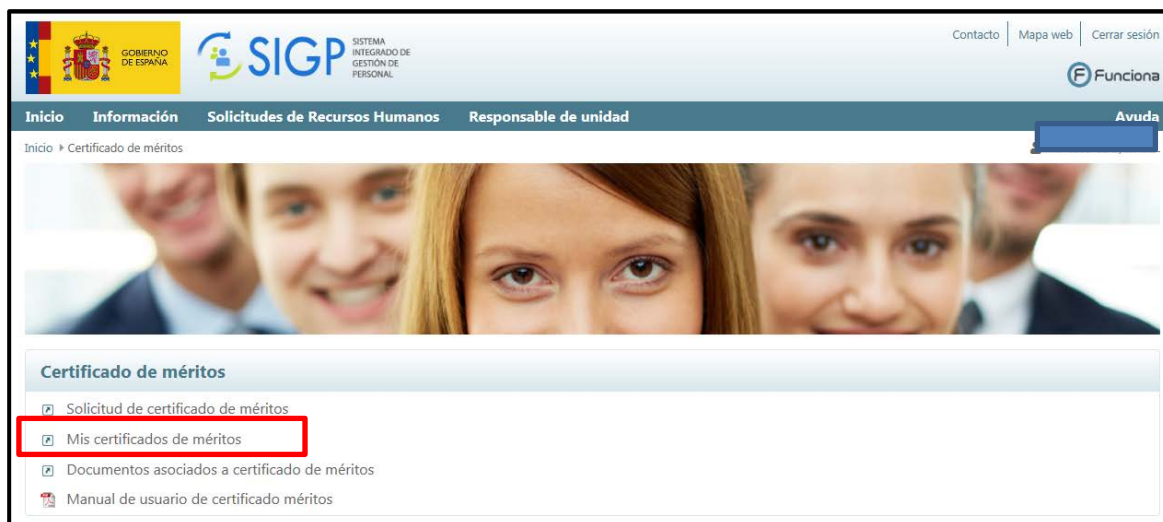 GOBIERNO
DE ESPAÑA
SIGP
SISTEMA
INTEGRADO DE
GESTIÓN DE
PERSONAL
Contacto Mapa web Cerrar sesión
Funciona
Inicio Información Solicitudes de Recursos Humanos Responsable de unidad Ayuda
Inicio Certificado de méritos
Certificado de méritos
Solicitud de certificado de méritos
Mis certificados de méritos
Documentos asociados a certificado de méritos
Manual de usuario de certificado méritos